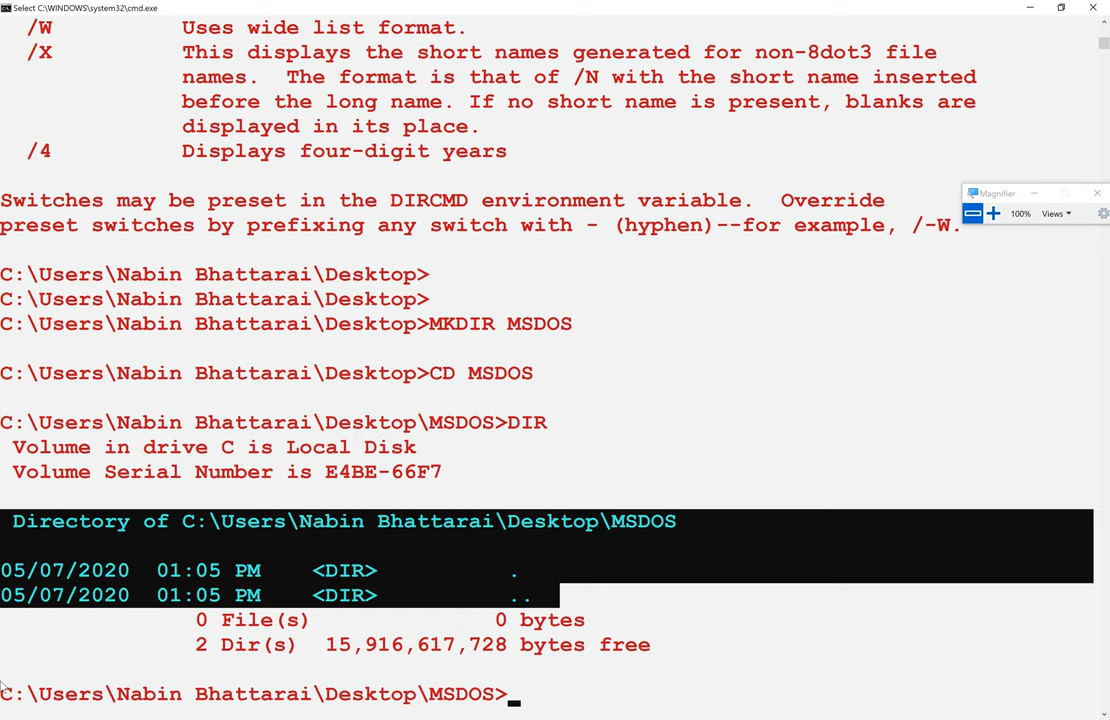 Select C:\WINDOWS\system32\cmd.exe
/W Uses wide list format.
/X This displays the short names generated for non-8dot3 file
names. The format is that of /N with the short name inserted
before the long name. If no short name is present, blanks are
displayed in its place.
/4 Displays four-digit years
Switches may be preset in the DIRCMD environment variable. Override
preset switches by prefixing any switch with - (hyphen)--for example, /-W.
Magnifier
100% Views
C:\Users\Nabin Bhattarai\Desktop>
C:\Users\Nabin Bhattarai\Desktop>
C:\Users\Nabin Bhattarai\Desktop>MKDIR MSDOS
C:\Users\Nabin Bhattarai\Desktop>CD MSDOS
C:\Users\Nabin Bhattarai\Desktop\MSDOS>DIR
Volume in drive C is Local Disk
Volume Serial Number is E4BE-66F7
Directory of C:\Users\Nabin Bhattarai\Desktop\MSDOS
05/07/2020 01:05 PM <DIR> .
05/07/2020 01:05 PM <DIR> ..
0 File(s) 0 bytes
2 Dir(s) 15,916,617,728 bytes free
C:\Users\Nabin Bhattarai\Desktop\MSDOS>